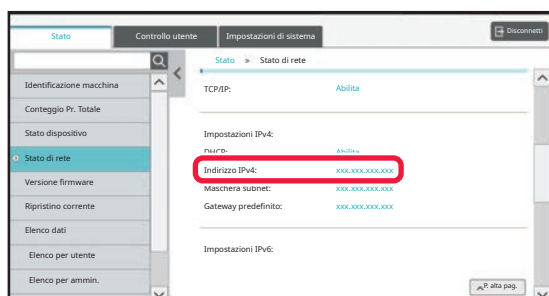 Stato
Controllo utente
Impostazioni di sistema
Disconnetti
Stato » Stato di rete
Identificazione macchina
Conteggio Pr. Totale
Stato dispositivo
Stato di rete
Versione firmware
Ripristino corrente
Elenco dati
Elenco per utente
Elenco per ammin.
TCP/IP: Abilita
Impostazioni IPv4:
DHCP: Abilita
Indirizzo IPv4: xxx.xxx.xxx.xxx
Maschera subnet: xxx.xxx.xxx.xxx
Gateway predefinito: xxx.xxx.xxx.xxx
Impostazioni IPv6:
P. alta pag.